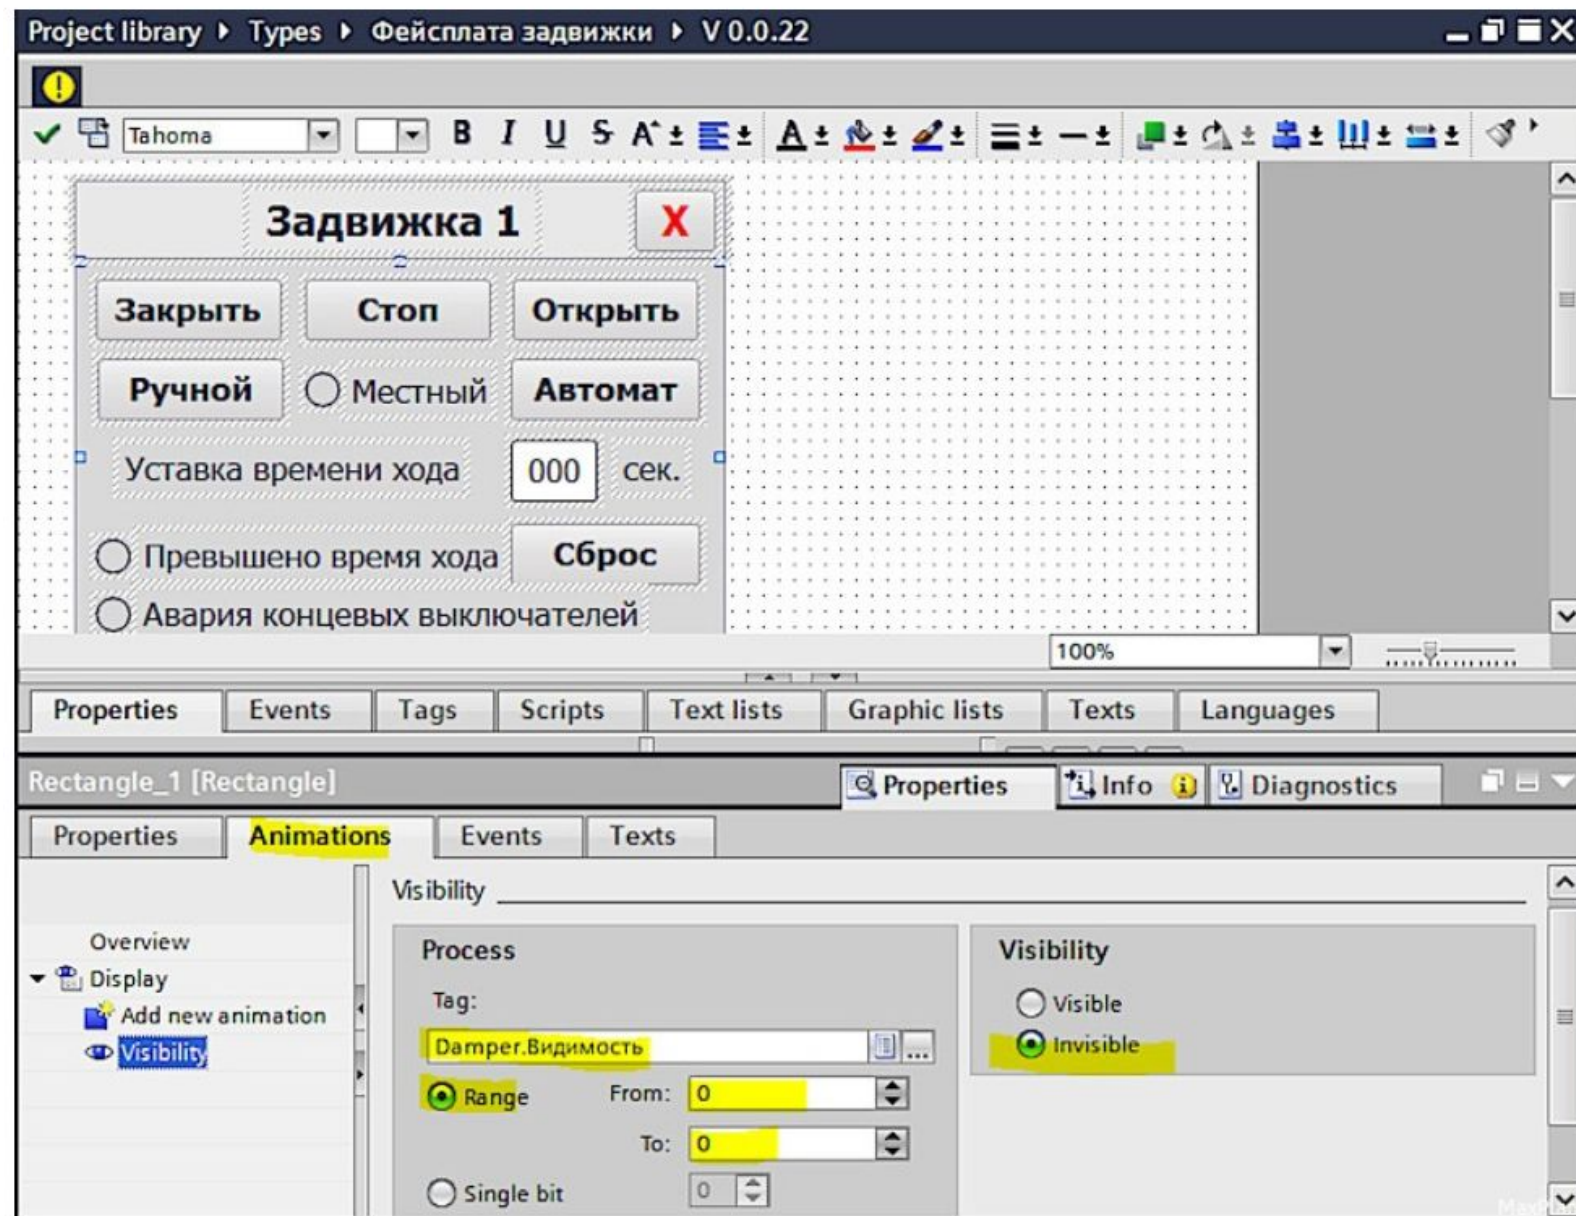 Project library ▸ Types ▸ Фейсплата задвижки ▸ V 0.0.22
Tahoma B I U S A A
Задвижка 1 X
Закрыть Стоп Открыть
Ручной Местный Автомат
Уставка времени хода 000 сек.
Превышено время хода Сброс
Авария концевых выключателей
100%
Properties Events Tags Scripts Text lists Graphic lists Texts Languages
Rectangle_1 [Rectangle] Properties Info Diagnostics
Properties Animations Events Texts
Visibility
Overview
Display
Add new animation
Visibility
Process
Tag:
Damper.Видимость ...
Range From: 0
To: 0
Single bit 0
Visibility
Visible
Invisible